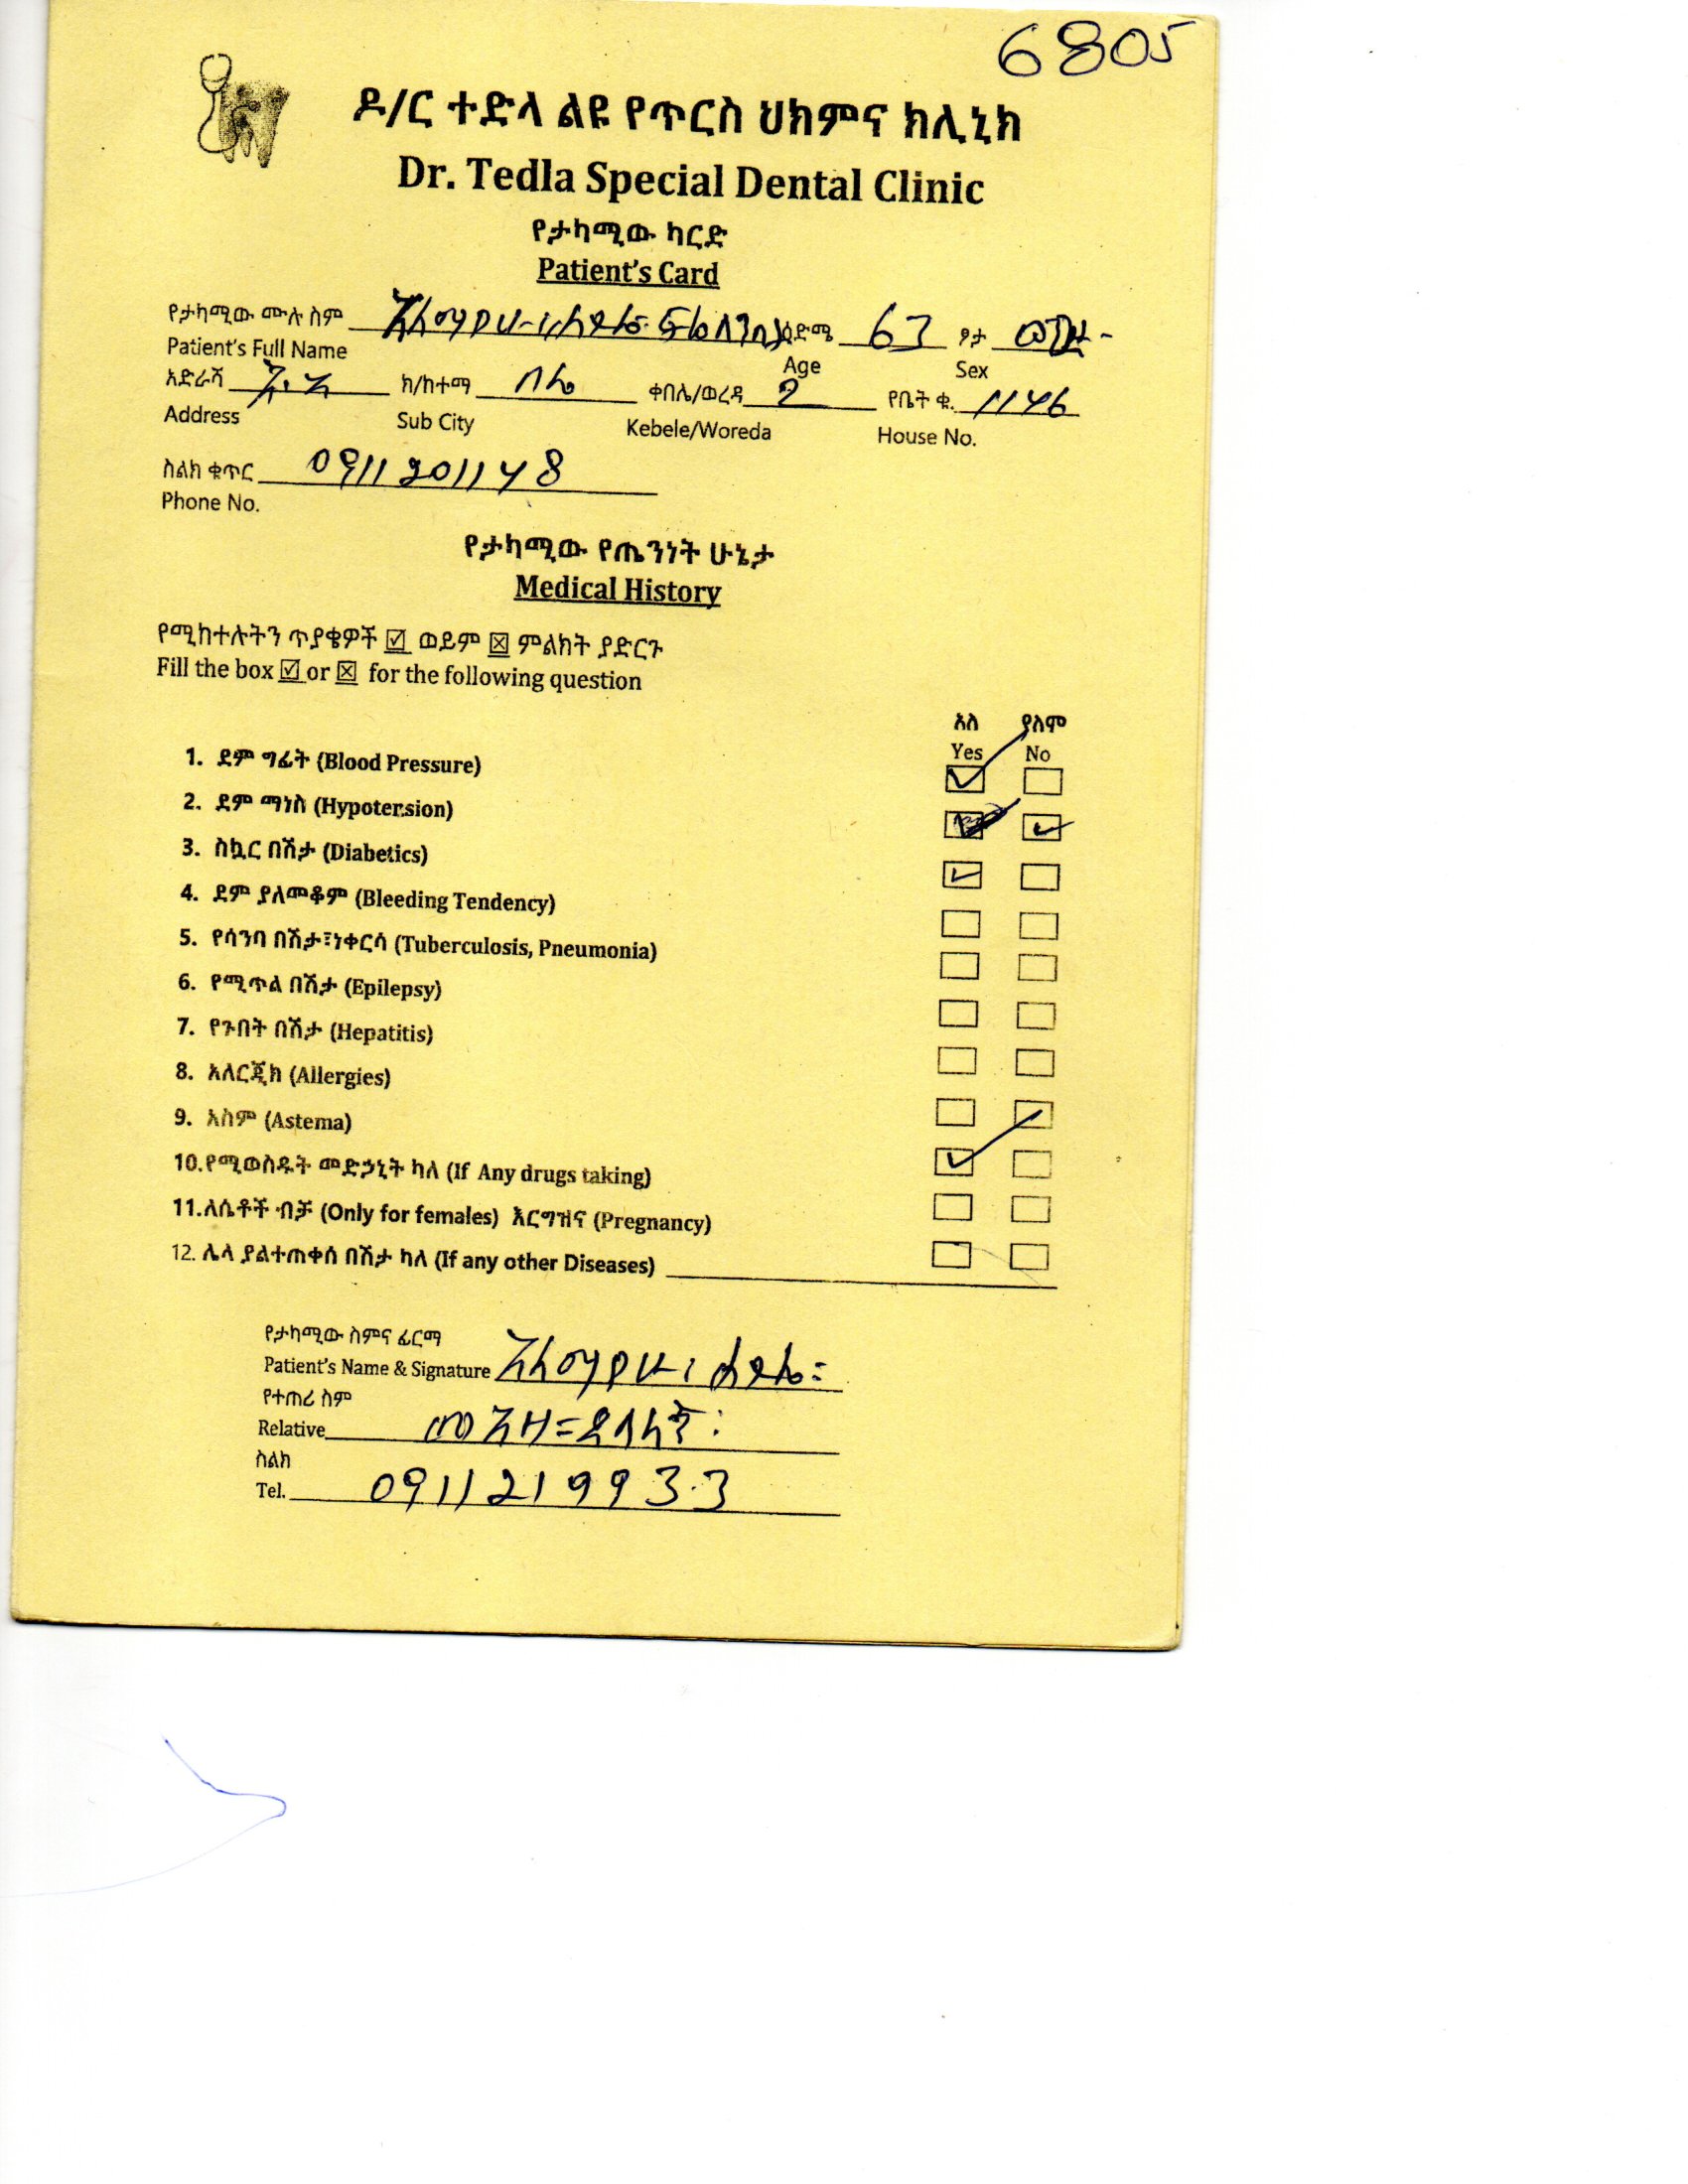 6805
ዶ/ር ተድላ ልዩ የጥርስ ህክምና ክሊኒክ
Dr. Tedla Special Dental Clinic
የታካሚው ካርድ
Patient's Card
የታካሚው ሙሉ ስም አለማየሁ ዕድሜ 63 ፆታ ወንድ
Patient's Full Name Age Sex
አድራሻ አ.አ ክ/ከተማ ቦሌ ቀበሌ/ወረዳ 2 የቤት ቁ. 1146
Address Sub City Kebele/Woreda House No.
ስልክ ቁጥር 0911201148
Phone No.
የታካሚው የጤንነት ሁኔታ
Medical History
የሚከተሉትን ጥያቄዎች ☑ ወይም ☒ ምልክት ያድርጉ
Fill the box ☑ or ☒ for the following question
አለ የለም
Yes No
1. ደም ግፊት (Blood Pressure)
2. ደም ማነስ (Hypotension)
3. ስኳር በሽታ (Diabetics)
4. ደም ያለመቆም (Bleeding Tendency)
5. የሳንባ በሽታ፣ነቀርሳ (Tuberculosis, Pneumonia)
6. የሚጥል በሽታ (Epilepsy)
7. የጉበት በሽታ (Hepatitis)
8. አለርጂክ (Allergies)
9. አስም (Astema)
10.የሚወስዱት መድኃኒት ካለ (If Any drugs taking)
11.ለሴቶች ብቻ (Only for females) እርግዝና (Pregnancy)
12. ሌላ ያልተጠቀሰ በሽታ ካለ (If any other Diseases)
የታካሚው ስምና ፊርማ
Patient's Name & Signature አለማየሁ
የተጠሪ ስም
Relative መአዛ
ስልክ
Tel. 0911219933